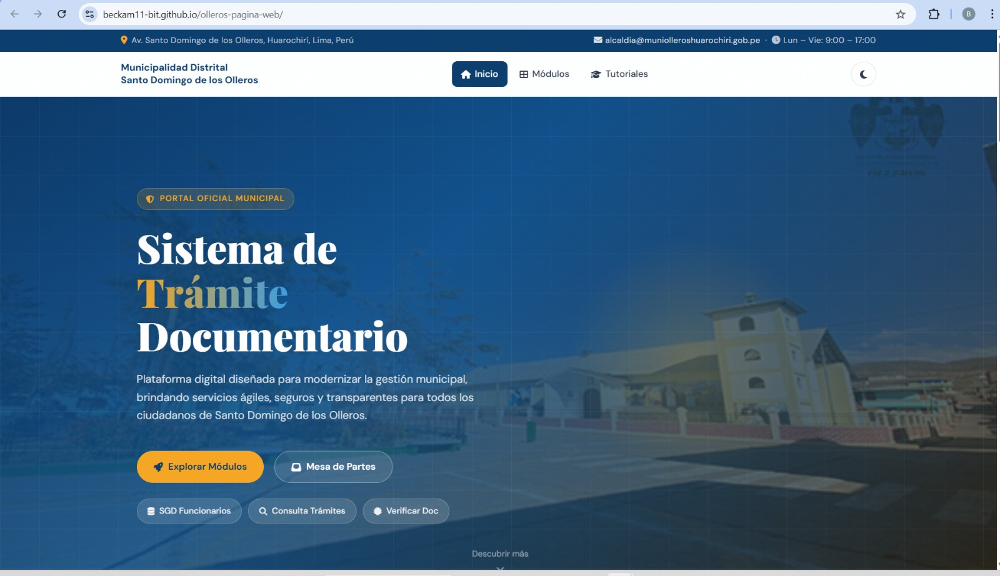 beckam11-bit.github.io/olleros-pagina-web/
B
Av. Santo Domingo de los Olleros, Huarochirí, Lima, Perú
alcaldia@muniolleroshuarochiri.gob.pe · Lun – Vie: 9:00 – 17:00
Municipalidad Distrital
Santo Domingo de los Olleros
Inicio
Módulos
Tutoriales
OLLEROS
PORTAL OFICIAL MUNICIPAL
Sistema de
Trámite
Documentario
Plataforma digital diseñada para modernizar la gestión municipal,
brindando servicios ágiles, seguros y transparentes para todos los
ciudadanos de Santo Domingo de los Olleros.
Explorar Módulos
Mesa de Partes
SGD Funcionarios
Consulta Trámites
Verificar Doc
Descubrir más